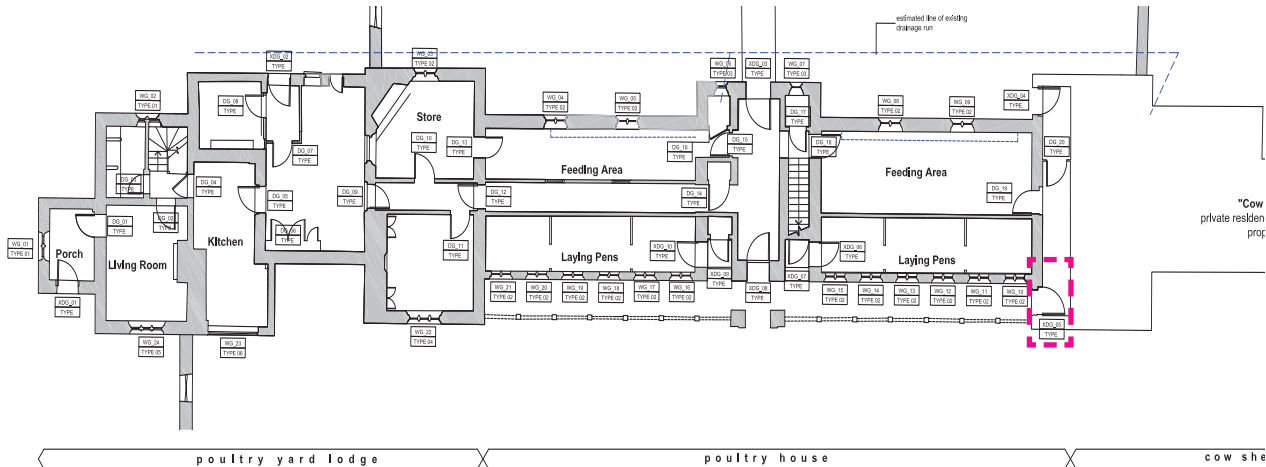 estimated line of existing
drainage run
XDG_02
TYPE
WG_03
TYPE 02
TYPE 03
XDG_03
TYPE
WG_07
TYPE 03
WG_02
TYPE 01
DG_08
TYPE
WG_04
TYPE 02
WG_05
TYPE 02
WG_08
TYPE 02
WG_09
TYPE 02
XDG_04
TYPE
DG_17
TYPE
Store
DG_10
TYPE
DG_13
TYPE
DG_15
TYPE
DG_16
TYPE
DG_18
TYPE
DG_20
TYPE
DG_07
TYPE
Feeding Area
Feeding Area
TYPE
DG_04
TYPE
DG_05
TYPE
DG_09
TYPE
DG_12
TYPE
DG_14
TYPE
DG_19
TYPE
"Cow
private residen
prop
DG_01
TYPE
DG_02
TYPE
DG_06
TYPE
KItchen
DG_11
TYPE
XDG_10
TYPE
XDG_06
TYPE
WG_01
TYPE 01
Porch
Living Room
Laying Pens
Laying Pens
XDG_09
TYPE
XDG_07
TYPE
XDG_01
TYPE
WG_21
TYPE 02
WG_20
TYPE 02
WG_19
TYPE 02
WG_18
TYPE 02
WG_17
TYPE 02
WG_16
TYPE 02
XDG_08
TYPE
WG_15
TYPE 02
WG_14
TYPE 02
WG_13
TYPE 02
WG_12
TYPE 02
WG_11
TYPE 02
WG_10
TYPE 02
XDG_05
TYPE
WG_24
TYPE 05
WG_23
TYPE 06
WG_22
TYPE 04
poultry yard lodge
poultry house
cow she